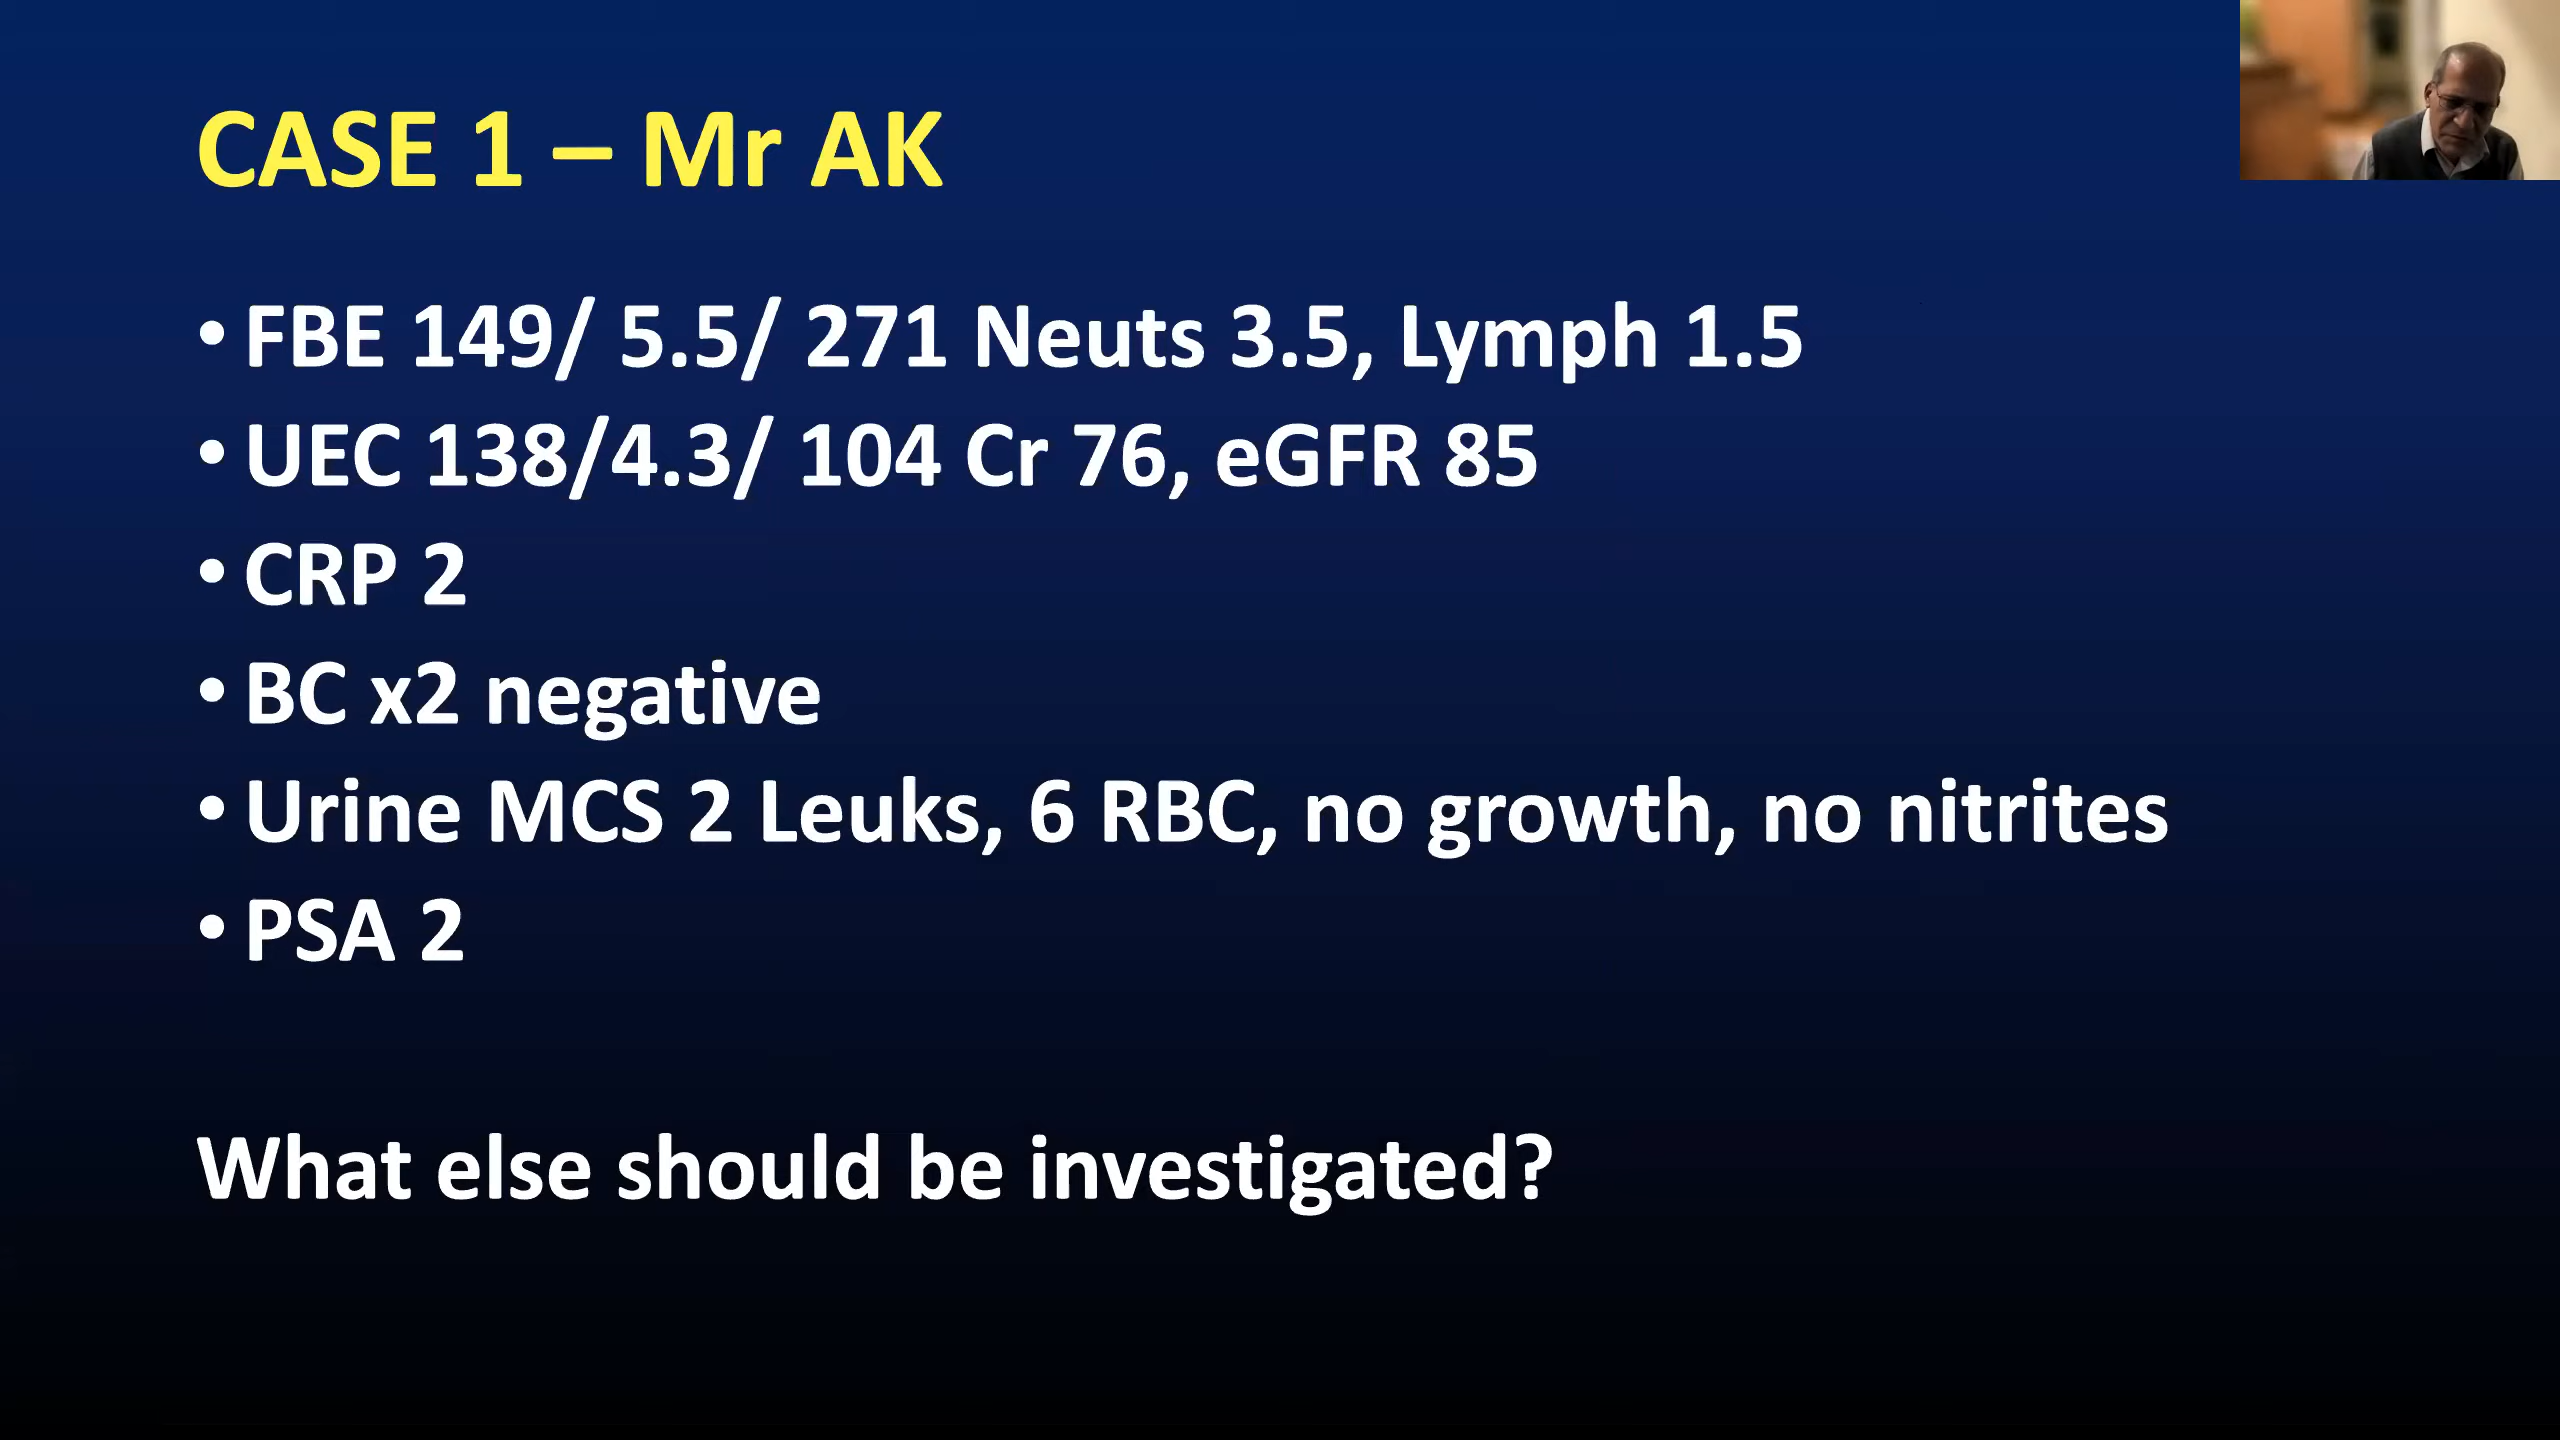 CASE 1 – Mr AK
• FBE 149/ 5.5/ 271 Neuts 3.5, Lymph 1.5
• UEC 138/4.3/ 104 Cr 76, eGFR 85
• CRP 2
• BC x2 negative
• Urine MCS 2 Leuks, 6 RBC, no growth, no nitrites
• PSA 2
What else should be investigated?